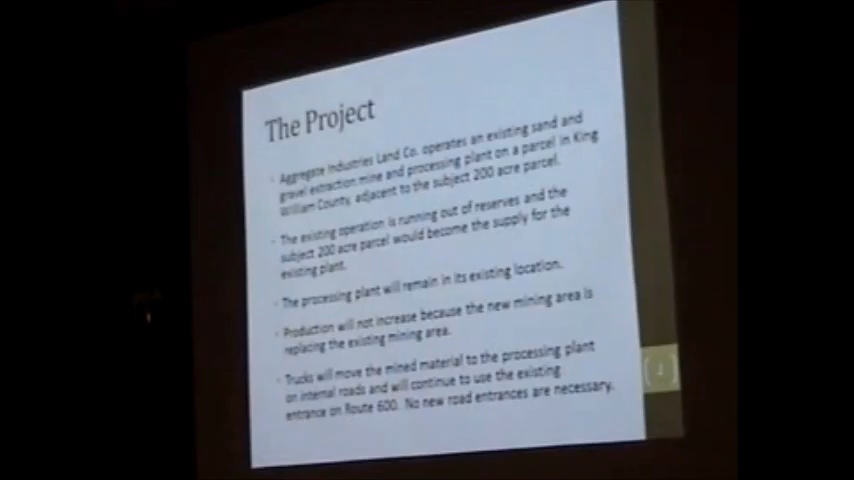 The Project
Aggregate Industries Land Co. operates an existing sand and
gravel extraction mine and processing plant on a parcel in King
William County, adjacent to the subject 200 acre parcel.
The existing operation is running out of reserves and the
subject 200 acre parcel would become the supply for the
existing plant.
The processing plant will remain in its existing location.
Production will not increase because the new mining area is
replacing the existing mining area.
Trucks will move the mined material to the processing plant
on internal roads and will continue to use the existing
entrance on Route 600. No new road entrances are necessary.